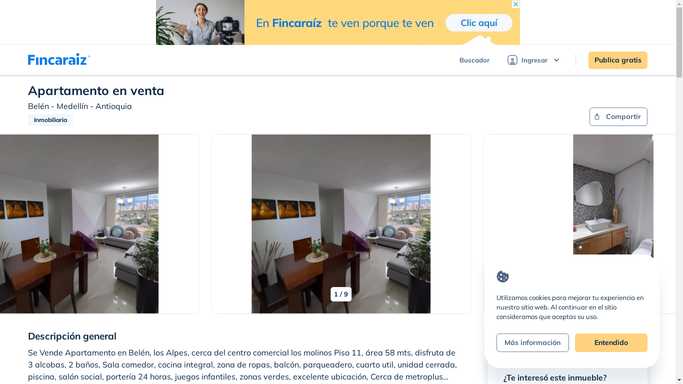 En Fincaraíz te ven porque te ven
Clic aquí
Fincaraiz
Buscador
Ingresar
Publica gratis
Apartamento en venta
Belén - Medellín - Antioquia
Inmobiliaria
Compartir
1 / 9
Utilizamos cookies para mejorar tu experiencia en
nuestro sitio web. Al continuar en el sitio
consideramos que aceptas su uso.
Más información
Entendido
Descripción general
Se Vende Apartamento en Belén, los Alpes, cerca del centro comercial los molinos Piso 11, área 58 mts, disfruta de
3 alcobas, 2 baños, Sala comedor, cocina integral, zona de ropas, balcón, parqueadero, cuarto util, unidad cerrada,
piscina, salón social, portería 24 horas, juegos infantiles, zonas verdes, excelente ubicación, Cerca de metroplus...
¿Te interesó este inmueble?